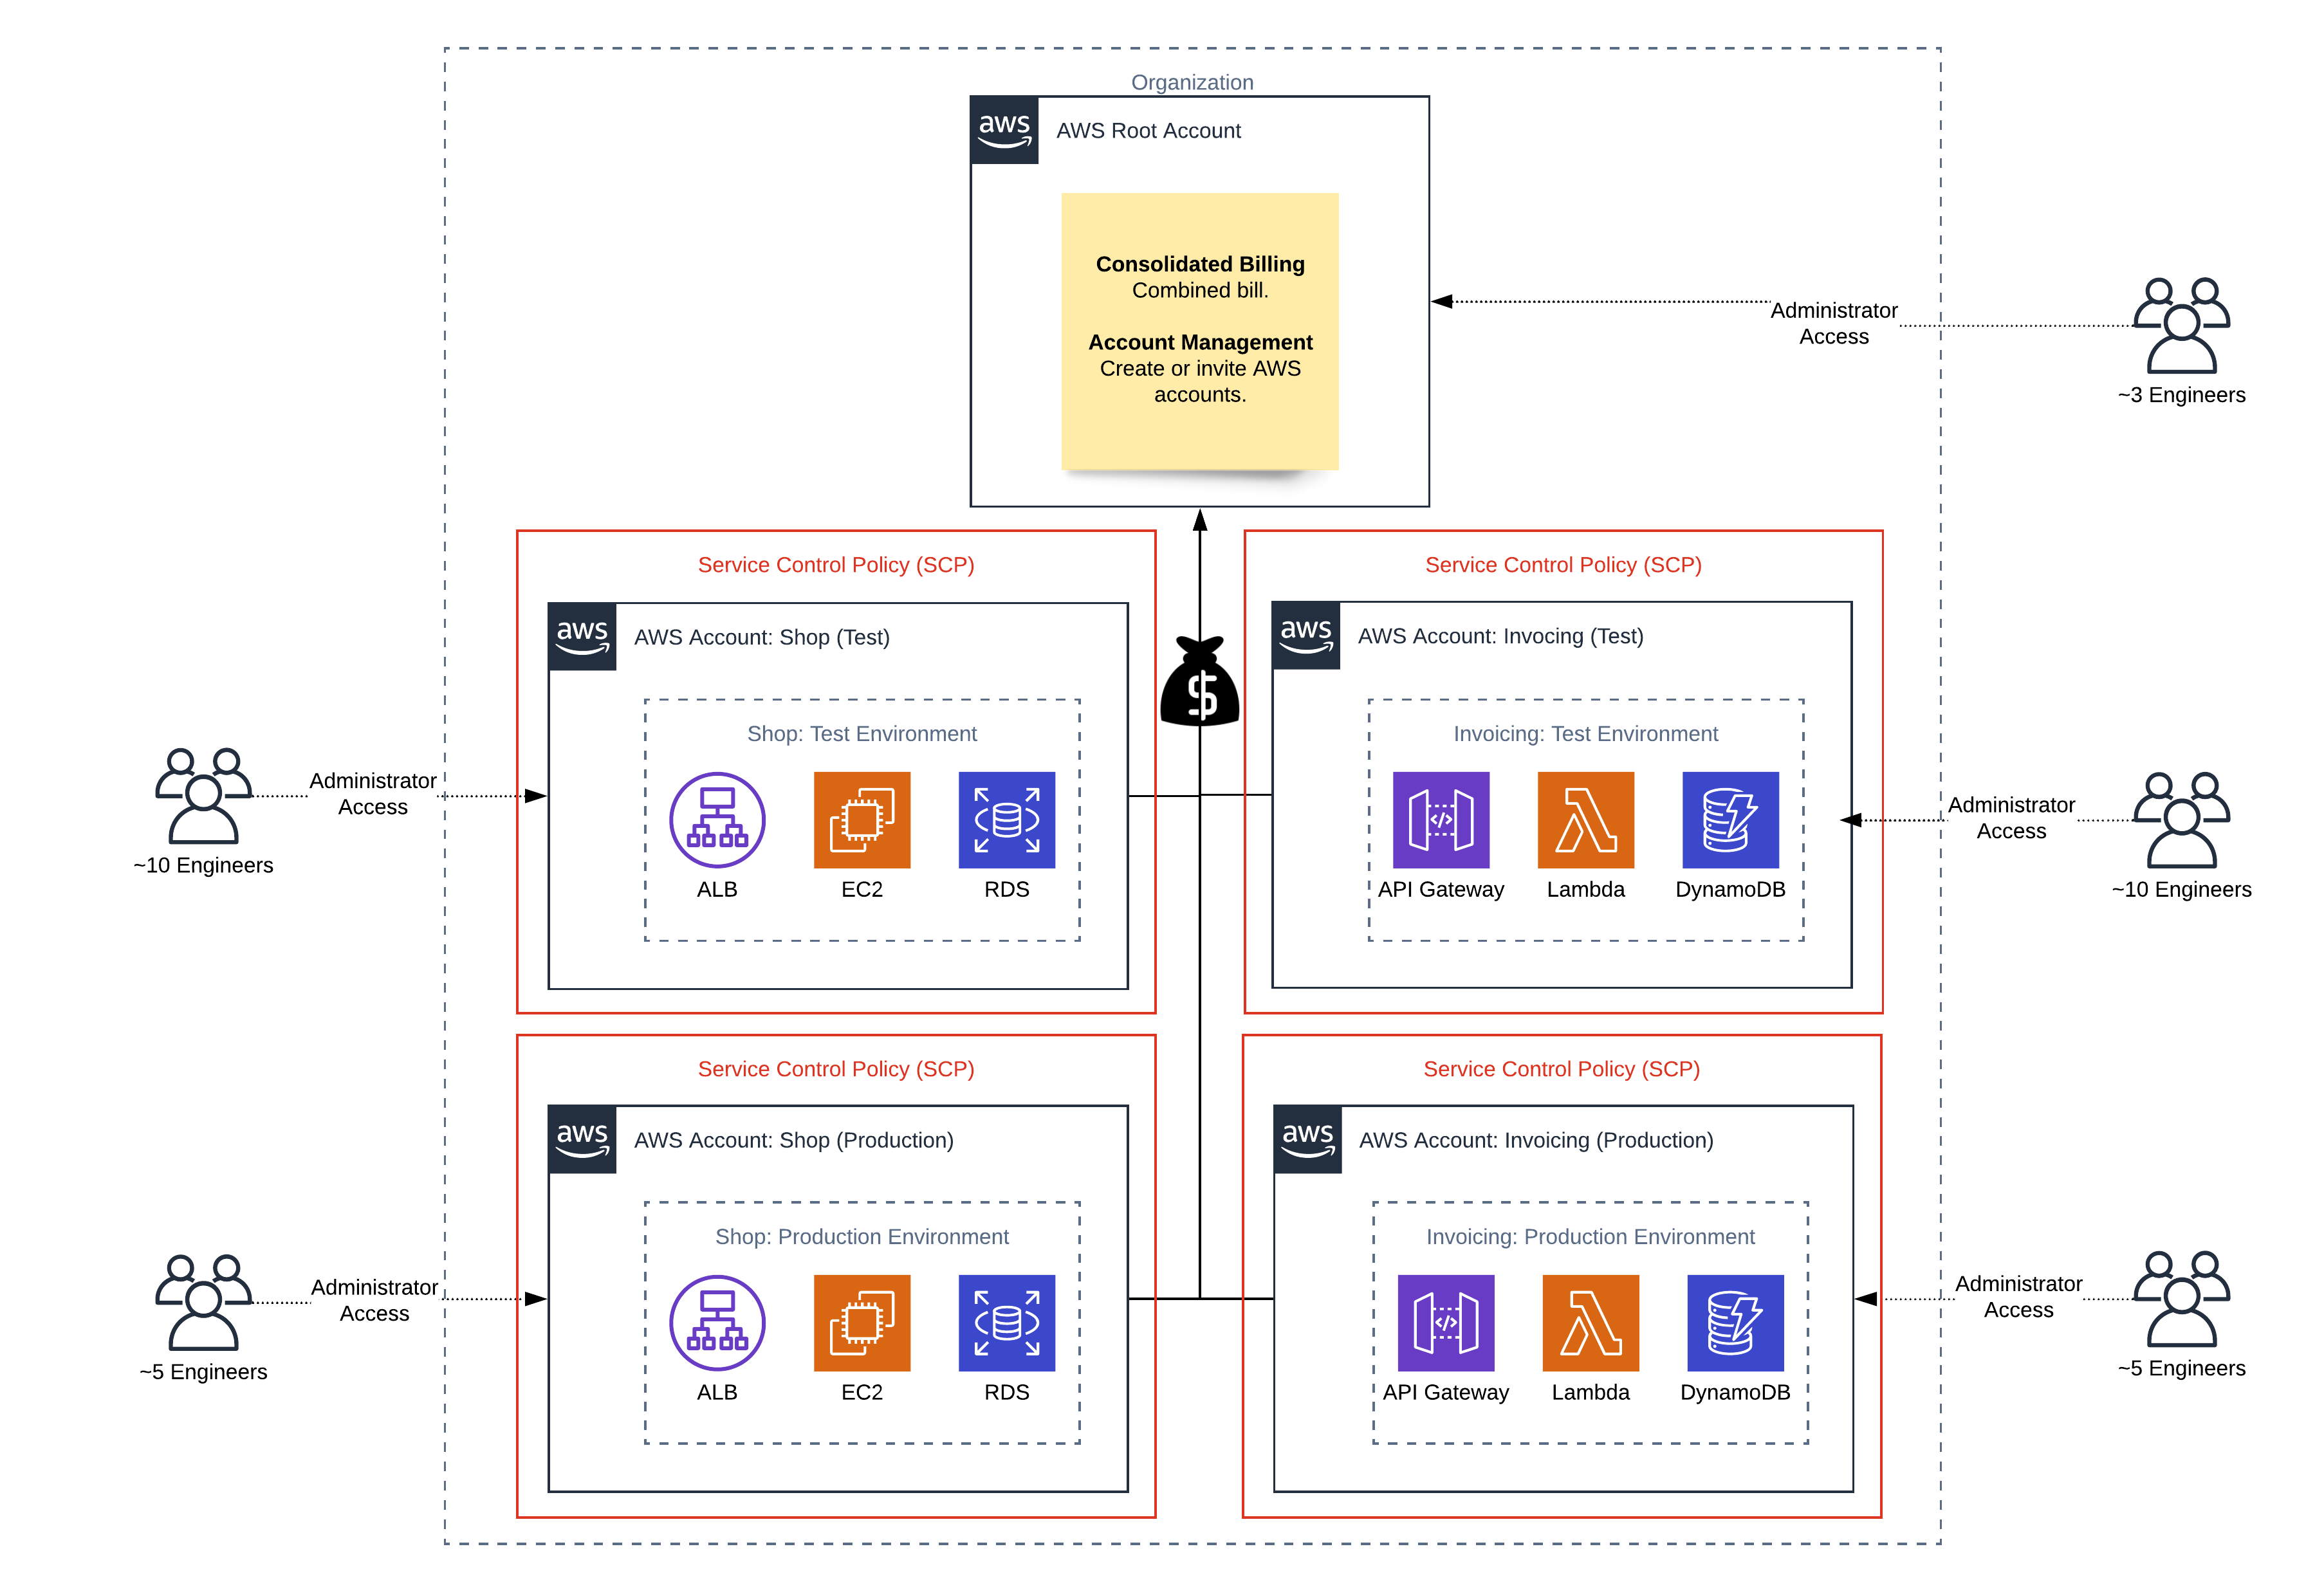 Organization
aws
AWS Root Account
Consolidated Billing
Combined bill.
Account Management
Create or invite AWS
accounts.
Administrator
Access
~3 Engineers
Service Control Policy (SCP)
aws
AWS Account: Shop (Test)
Shop: Test Environment
ALB
EC2
RDS
Administrator
Access
~10 Engineers
$
Service Control Policy (SCP)
aws
AWS Account: Invocing (Test)
Invoicing: Test Environment
</>
API Gateway
Lambda
DynamoDB
Administrator
Access
~10 Engineers
Service Control Policy (SCP)
aws
AWS Account: Shop (Production)
Shop: Production Environment
ALB
EC2
RDS
Administrator
Access
~5 Engineers
Service Control Policy (SCP)
aws
AWS Account: Invoicing (Production)
Invoicing: Production Environment
</>
API Gateway
Lambda
DynamoDB
Administrator
Access
~5 Engineers